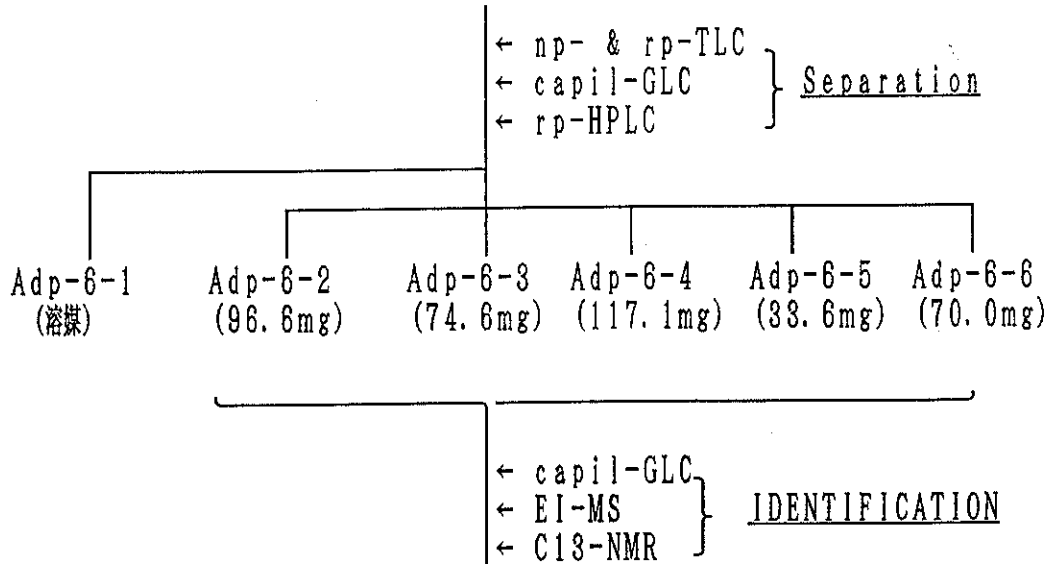 ← np- & rp-TLC
← capil-GLC
← rp-HPLC
Separation
Adp-6-1 Adp-6-2 Adp-6-3 Adp-6-4 Adp-6-5 Adp-6-6
(溶媒) (96.6mg) (74.6mg) (117.1mg) (33.6mg) (70.0mg)
← capil-GLC
← EI-MS
← C13-NMR
IDENTIFICATION